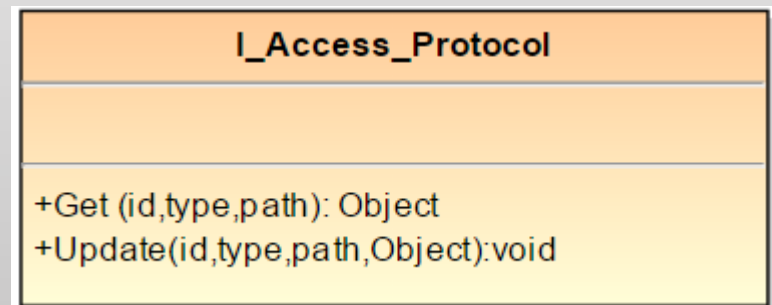 I_Access_Protocol
+Get (id,type,path): Object
+Update(id,type,path,Object):void